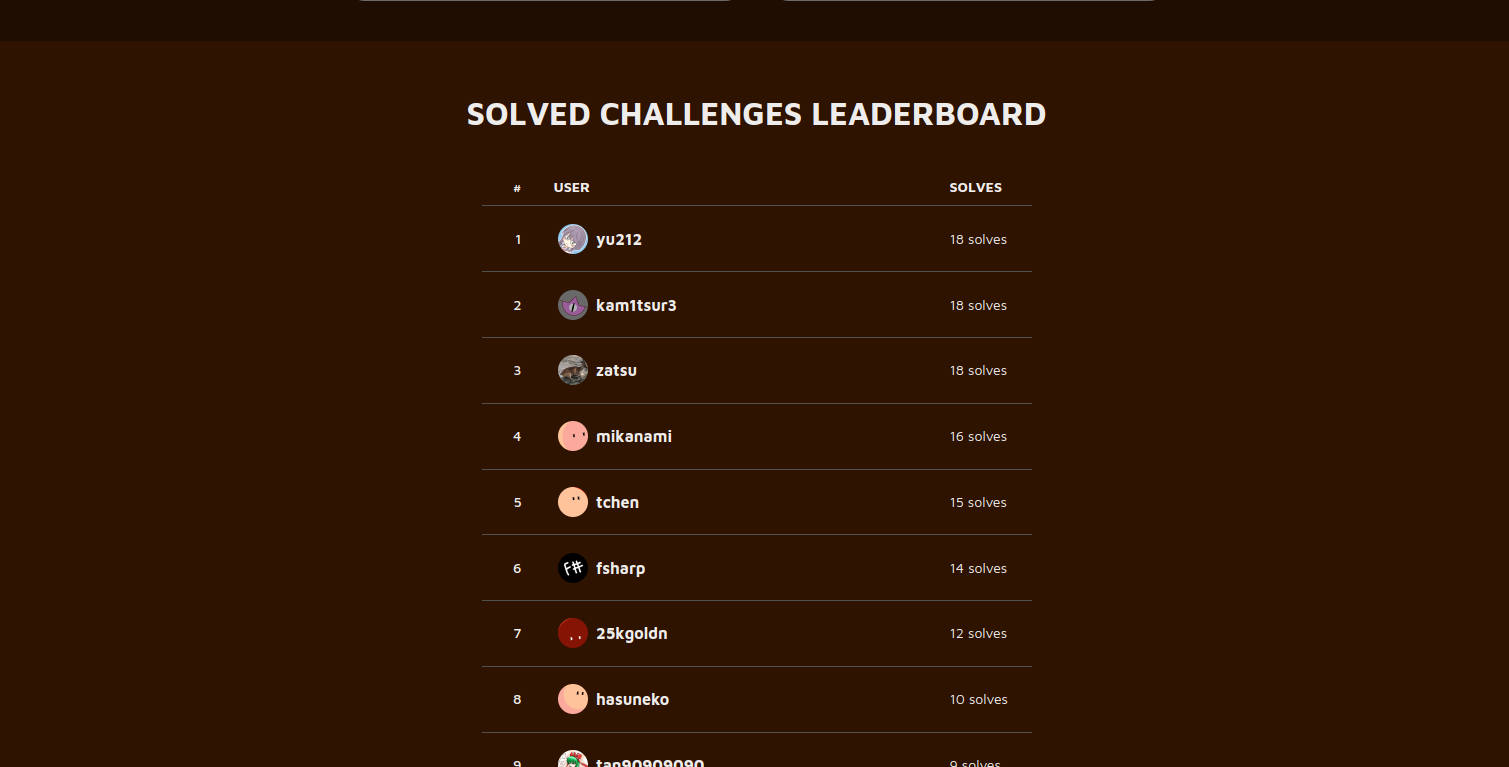 SOLVED CHALLENGES LEADERBOARD
# USER SOLVES
1 yu212 18 solves
2 kam1tsur3 18 solves
3 zatsu 18 solves
4 mikanami 16 solves
5 tchen 15 solves
6 F# fsharp 14 solves
7 25kgoldn 12 solves
8 hasuneko 10 solves
9 tan90909090 9 solves